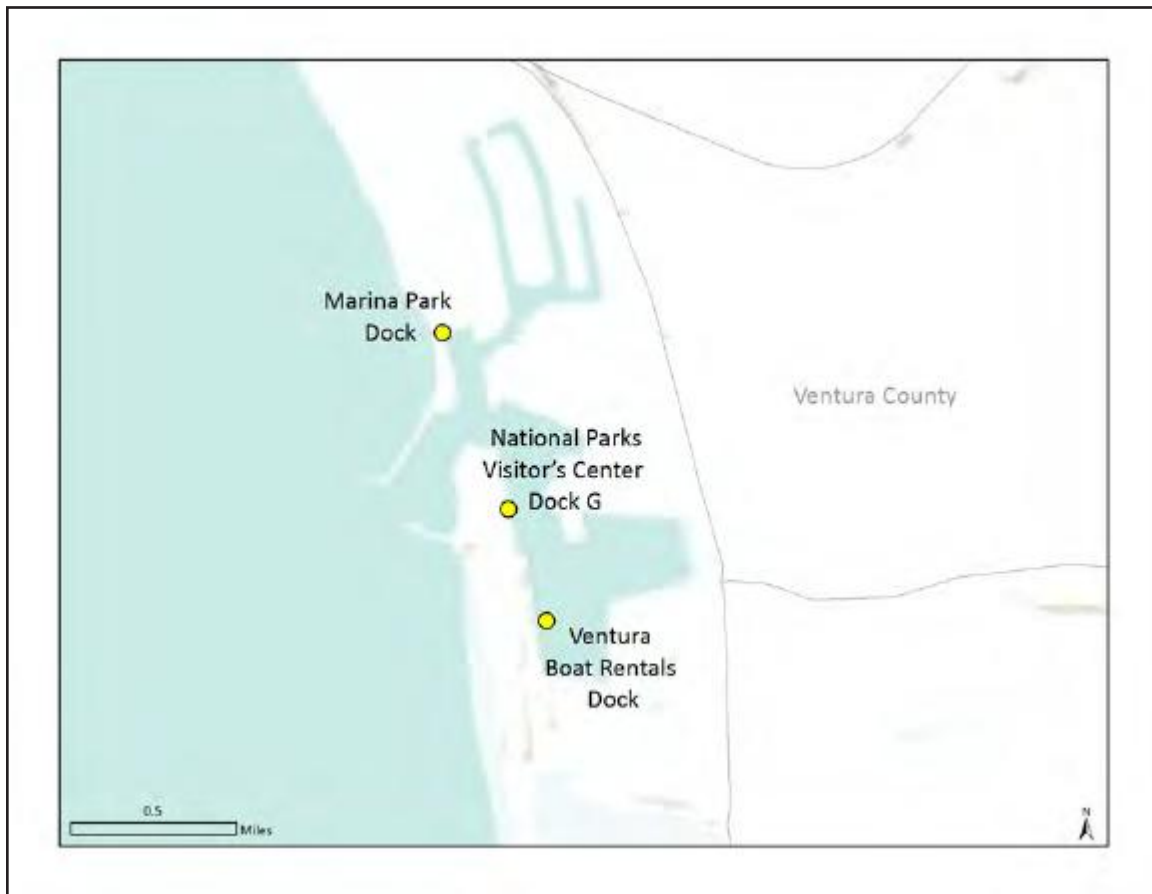 Marina Park
Dock
Ventura County
National Parks
Visitor's Center
Dock G
Ventura
Boat Rentals
Dock
0.5
Miles
N